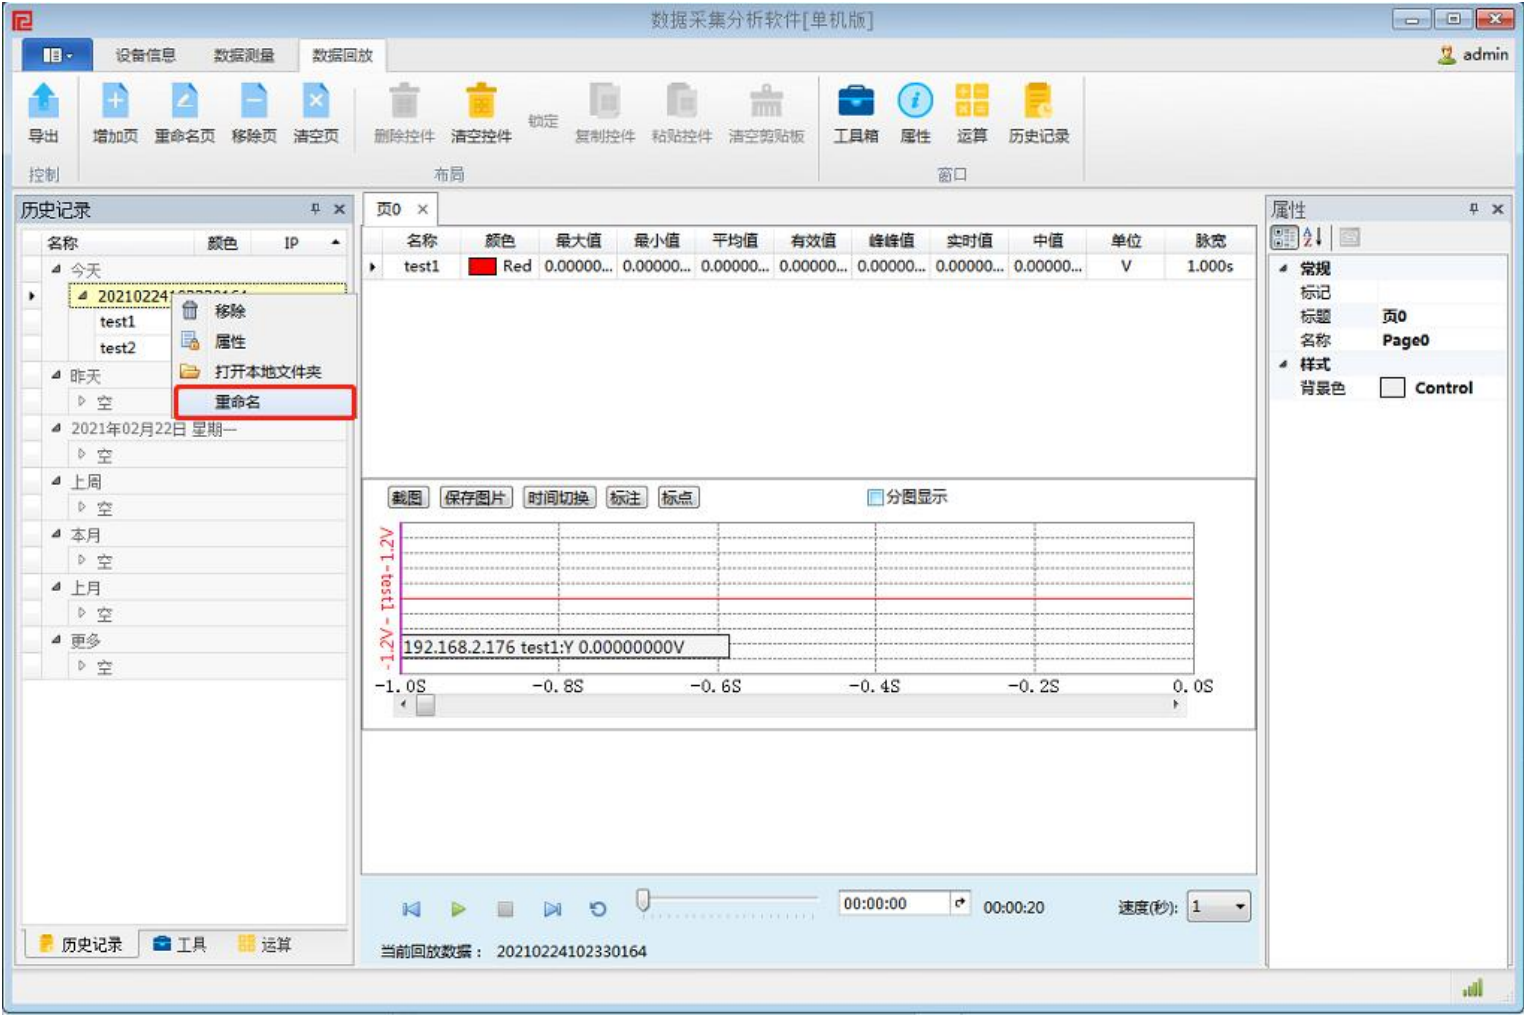 数据采集分析软件[单机版]
设备信息 数据测量 数据回放 admin
导出 增加页 重命名页 移除页 清空页 删除控件 清空控件 锁定 复制控件 粘贴控件 清空剪贴板 工具箱 属性 运算 历史记录
控制 布局 窗口
历史记录
名称 颜色 IP
今天
test1
test2
昨天
空
2021年02月22日 星期一
空
上周
空
本月
空
上月
空
更多
空
移除
属性
打开本地文件夹
重命名
历史记录 工具 运算
页0
名称 颜色 最大值 最小值 平均值 有效值 峰峰值 实时值 中值 单位 脉宽
test1 Red 0.00000... 0.00000... 0.00000... 0.00000... 0.00000... 0.00000... 0.00000... V 1.000s
截图 保存图片 时间切换 标注 标点 分图显示
-1.2V - test1 - 1.2V
192.168.2.176 test1:Y 0.00000000V
-1.0S -0.8S -0.6S -0.4S -0.2S 0.0S
00:00:00 00:00:20 速度(秒): 1
当前回放数据： 20210224102330164
属性
常规
标记
标题 页0
名称 Page0
样式
背景色 Control